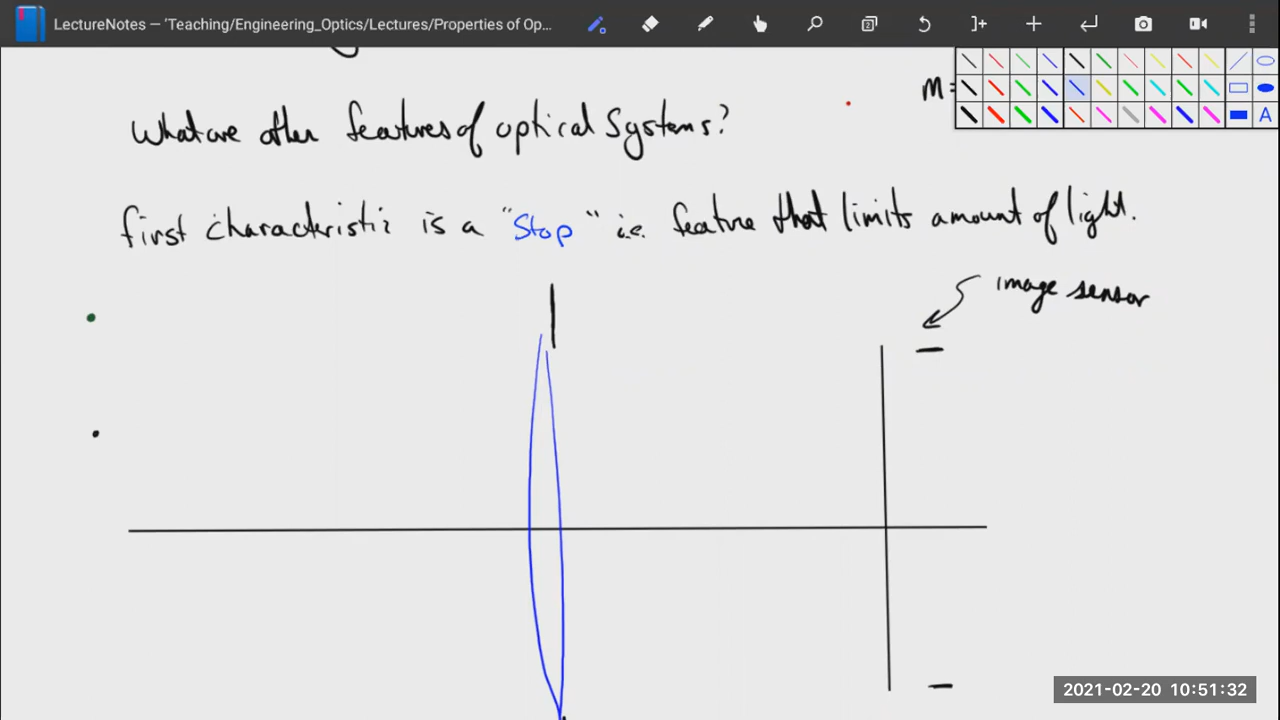 LectureNotes — 'Teaching/Engineering_Optics/Lectures/Properties of Op...
m=
What are other features of optical Systems?
first characteristic is a "Stop" i.e. feature that limits amount of light.
image sensor
A
2021-02-20 10:51:32